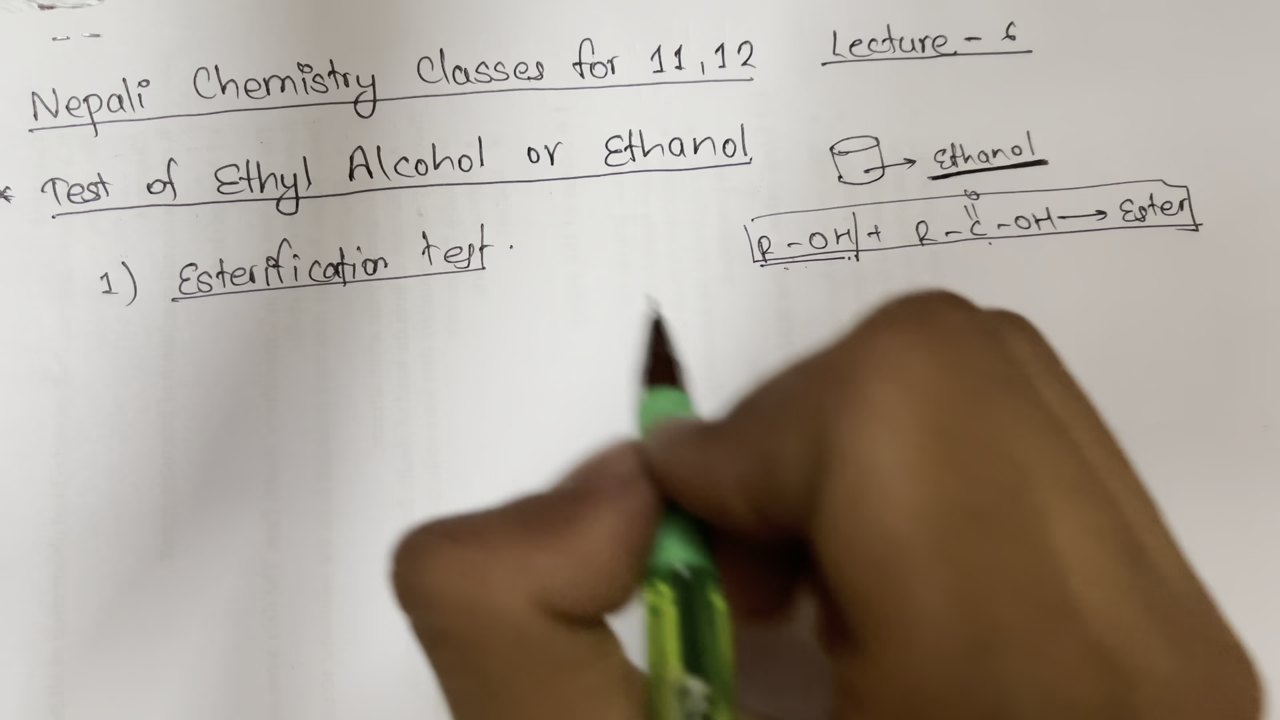 Nepali Chemistry Classes for 11,12
Lecture - 6
* Test of Ethyl Alcohol or Ethanol
→ Ethanol
O
||
R - OH + R - C - OH → Ester
1) Esterification test.